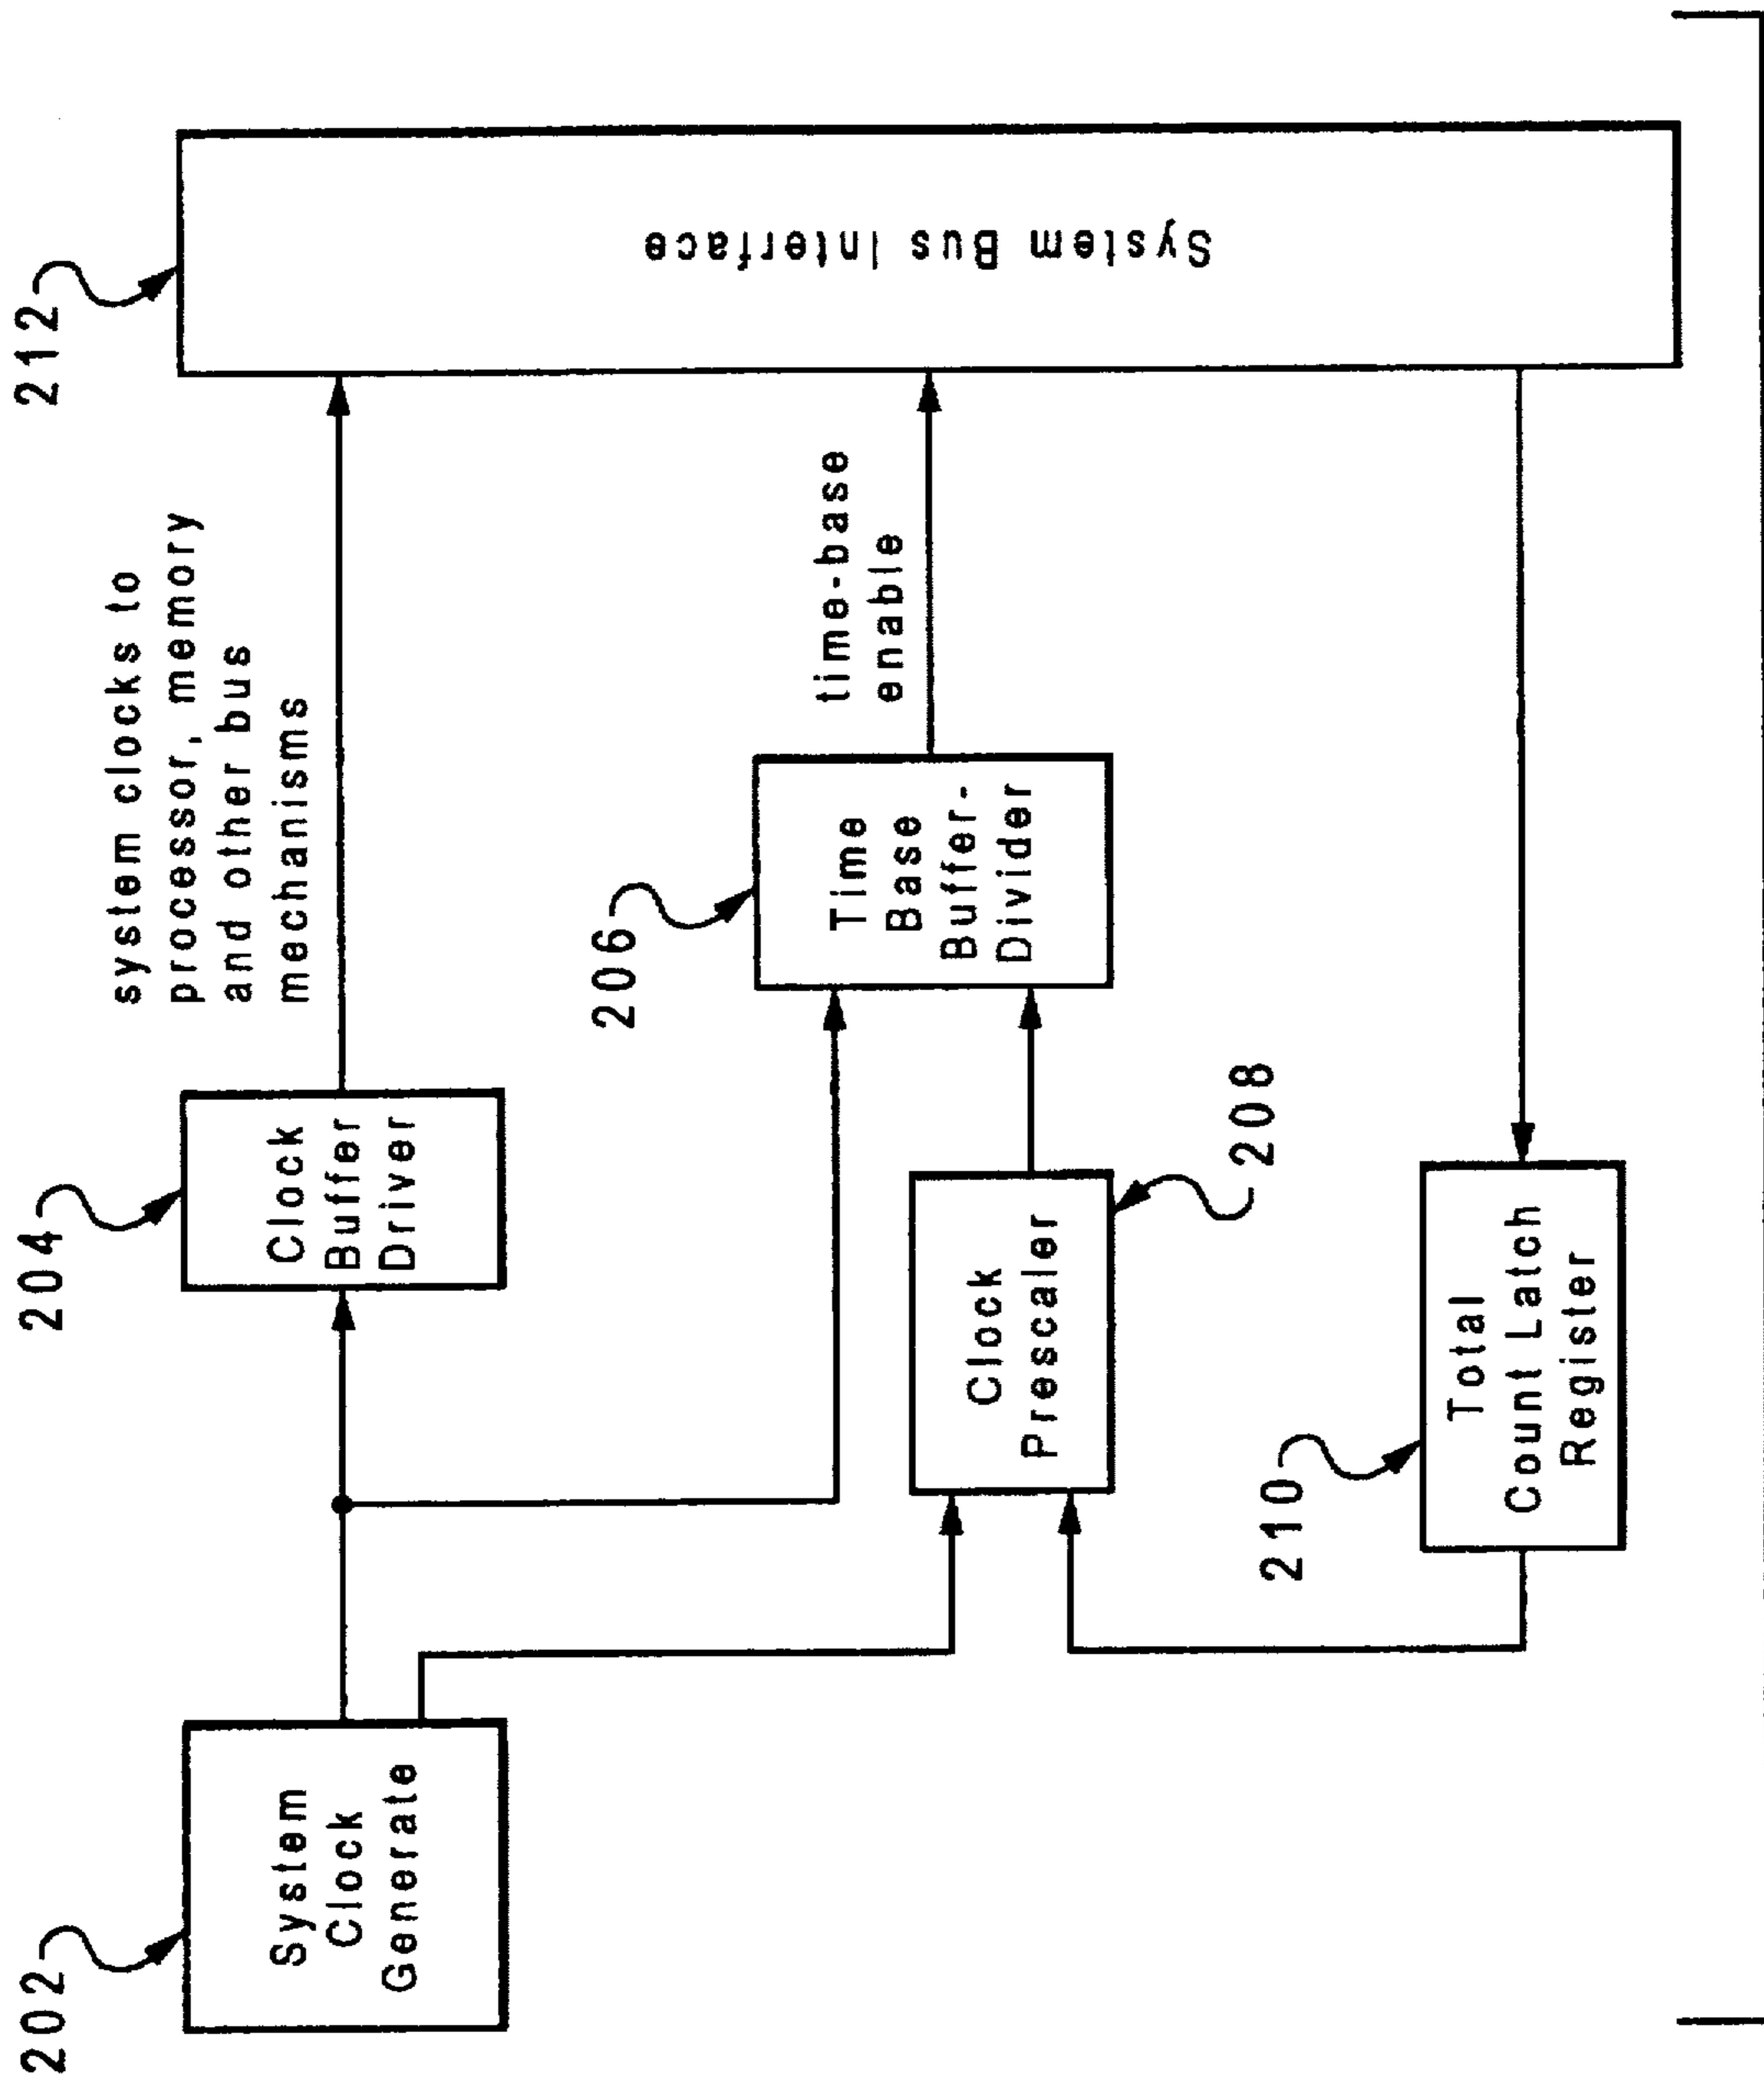 202
System
Clock
Generate
204
Clock
Buffer
Driver
system clocks to
processor, memory
and other bus
mechanisms
212
System Bus Interface
206
Time
Base
Buffer-
Divider
time-base
enable
Clock
Prescaler
208
210
Total
Count Latch
Register